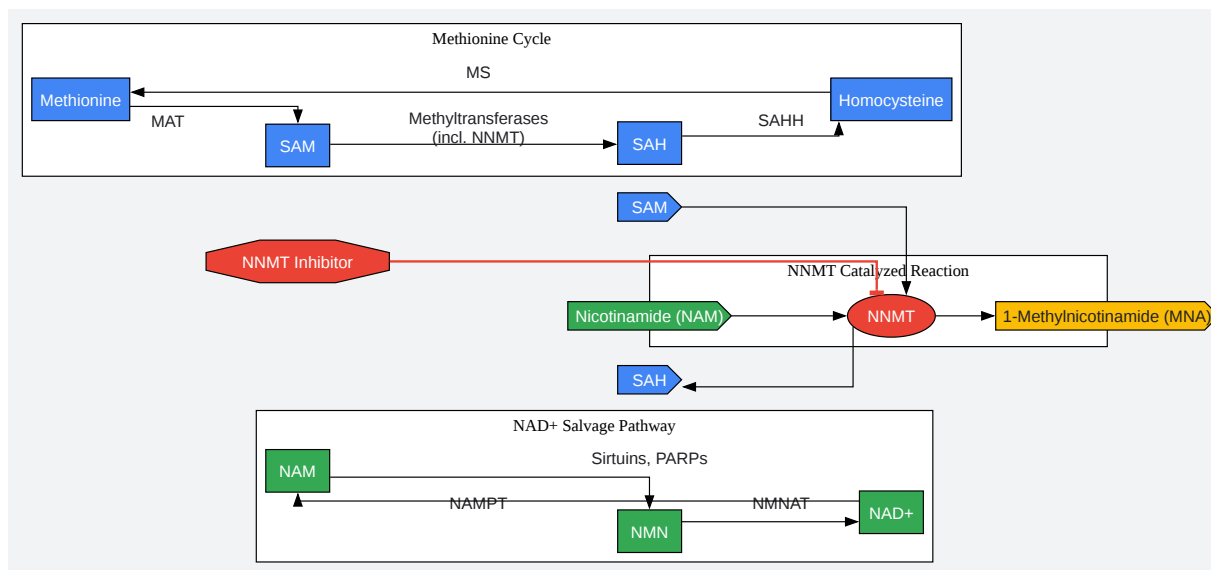 Methionine Cycle
MS
Methionine
Homocysteine
MAT
Methyltransferases
(incl. NNMT)
SAHH
SAM
SAH
SAM
NNMT Inhibitor
NNMT Catalyzed Reaction
Nicotinamide (NAM)
NNMT
1-Methylnicotinamide (MNA)
SAH
NAD+ Salvage Pathway
Sirtuins, PARPs
NAM
NAMPT
NMNAT
NAD+
NMN